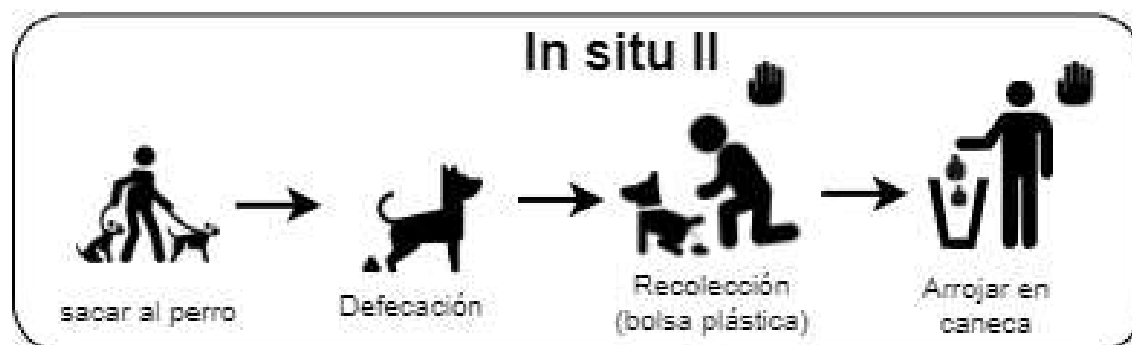 In situ II
sacar al perro
Defecación
Recolección
(bolsa plástica)
Arrojar en
caneca